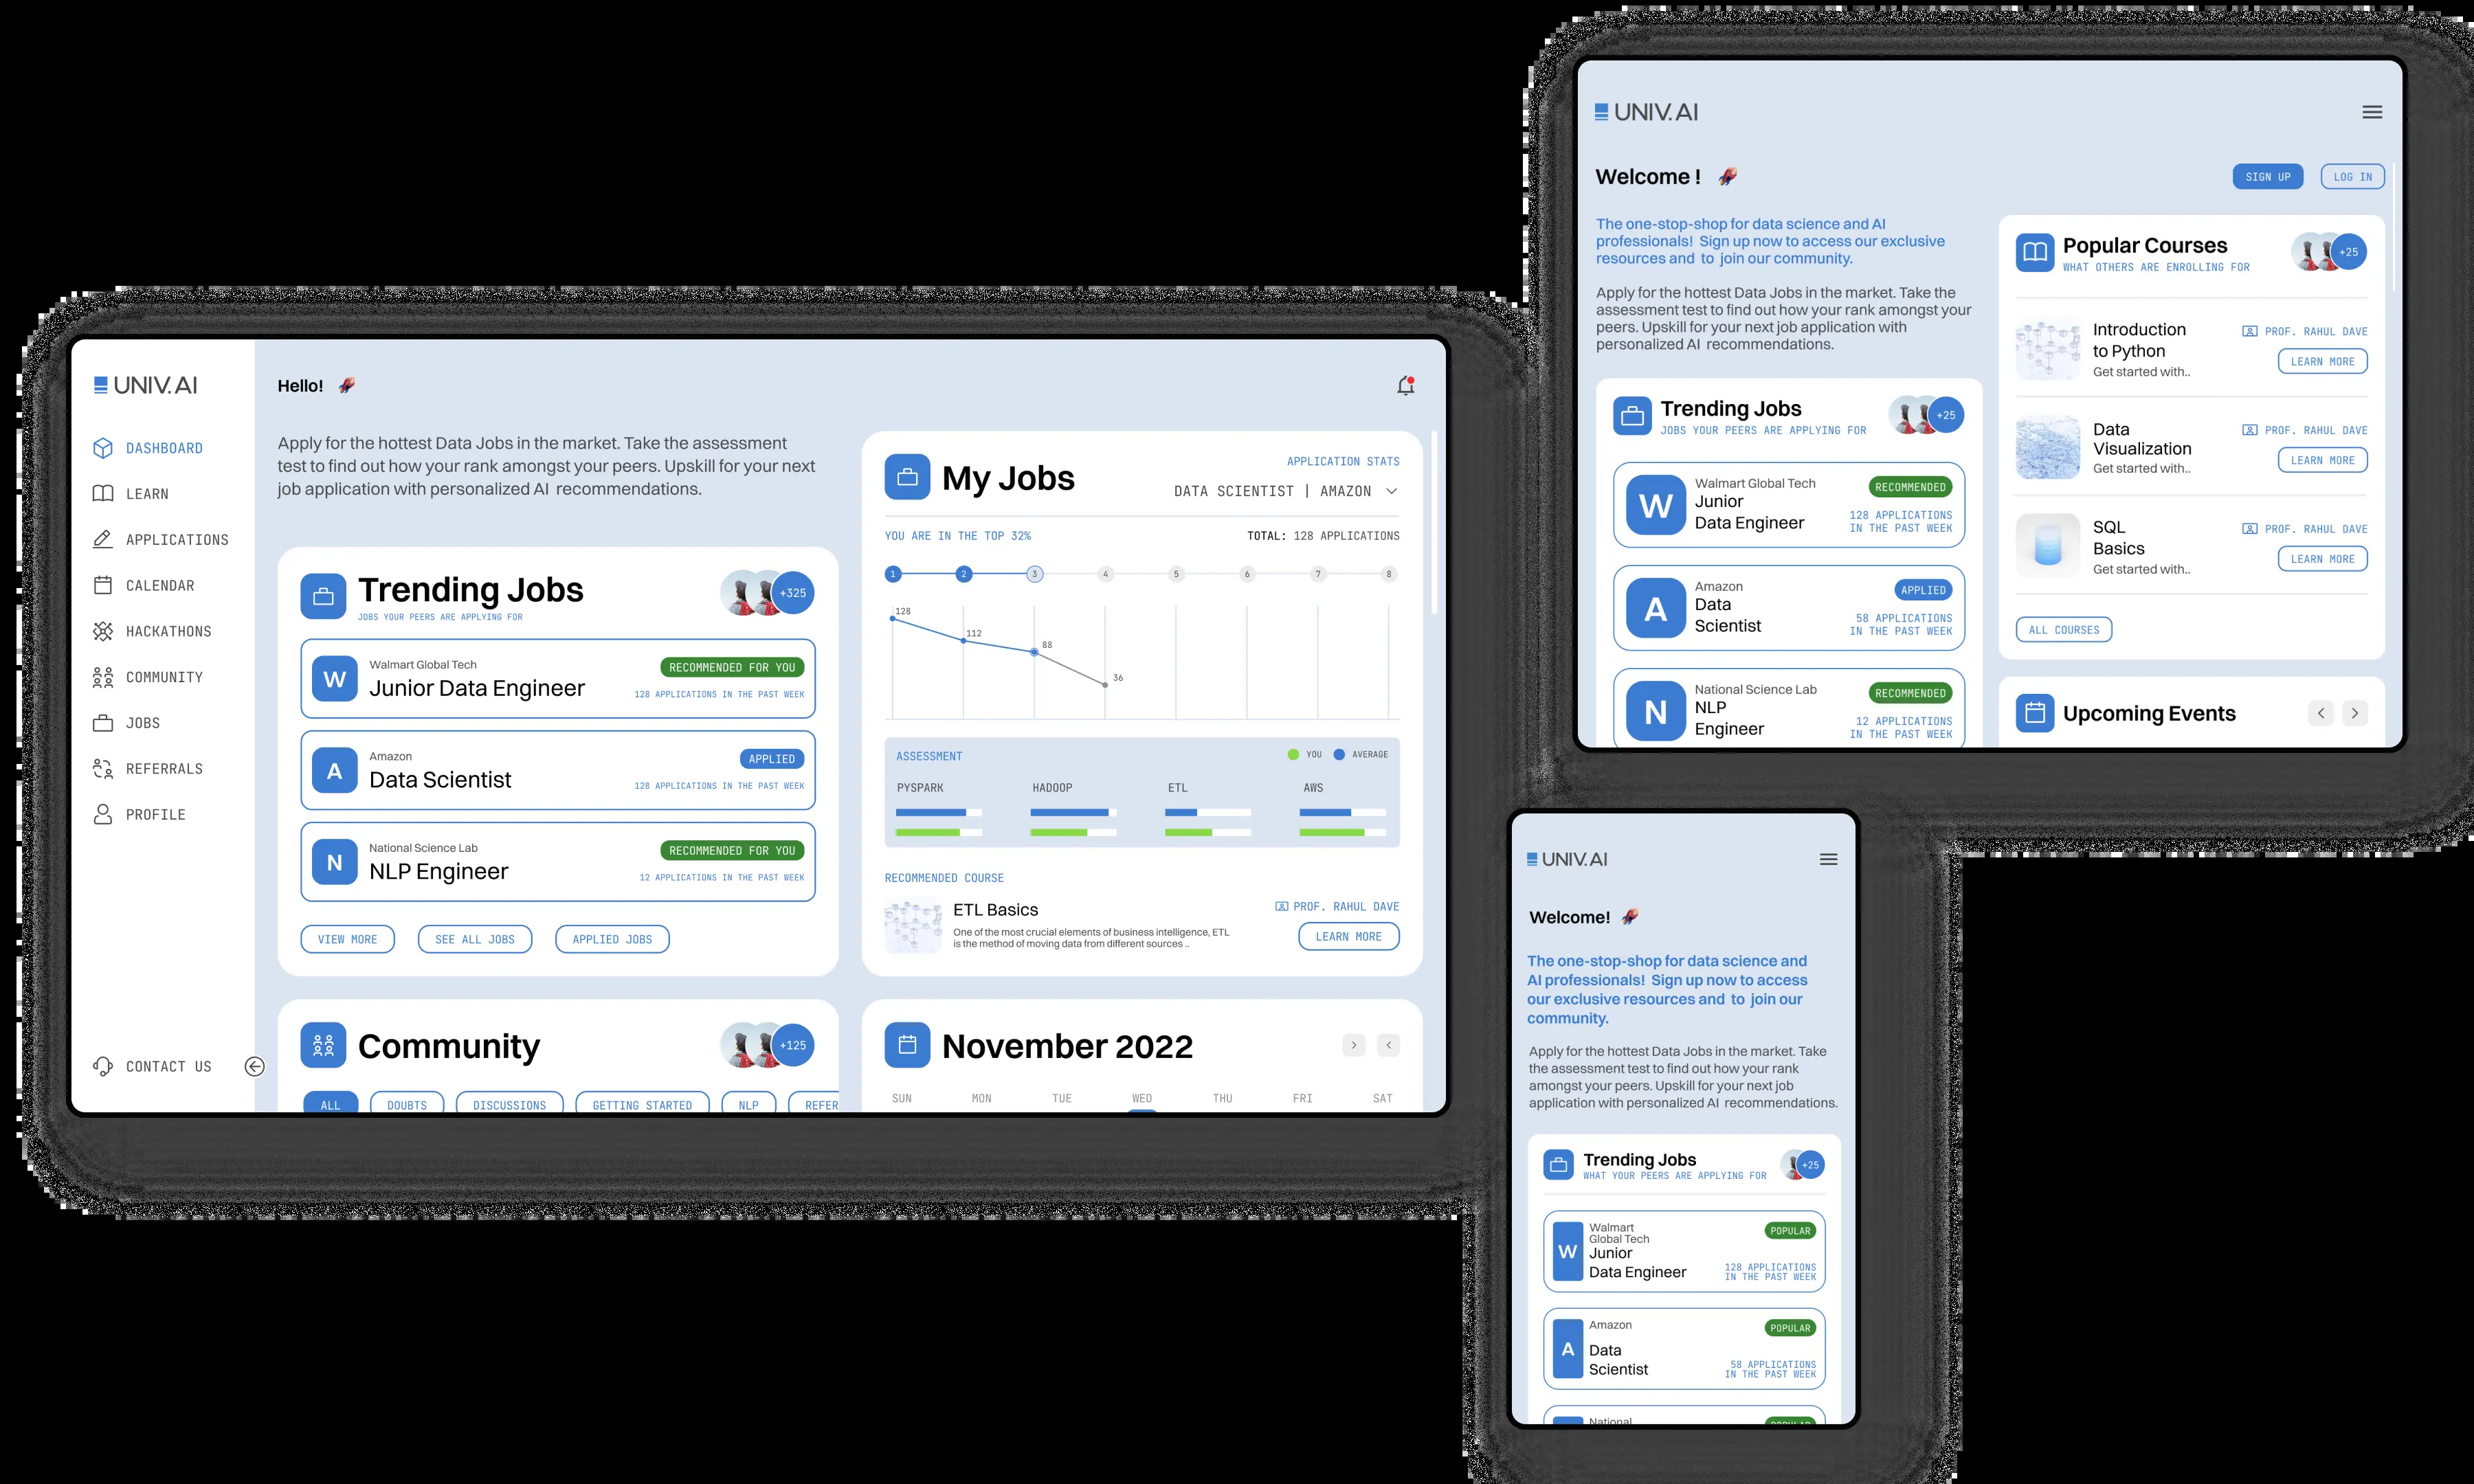 UNIV.AI
DASHBOARD
LEARN
APPLICATIONS
CALENDAR
HACKATHONS
COMMUNITY
JOBS
REFERRALS
PROFILE
CONTACT US
Hello!
Apply for the hottest Data Jobs in the market. Take the assessment
test to find out how your rank amongst your peers. Upskill for your next
job application with personalized AI recommendations.
Trending Jobs
JOBS YOUR PEERS ARE APPLYING FOR
+325
W
Walmart Global Tech
Junior Data Engineer
RECOMMENDED FOR YOU
128 APPLICATIONS IN THE PAST WEEK
A
Amazon
Data Scientist
APPLIED
128 APPLICATIONS IN THE PAST WEEK
N
National Science Lab
NLP Engineer
RECOMMENDED FOR YOU
12 APPLICATIONS IN THE PAST WEEK
VIEW MORE
SEE ALL JOBS
APPLIED JOBS
Community
+125
ALL
DOUBTS
DISCUSSIONS
GETTING STARTED
NLP
REFER
My Jobs
APPLICATION STATS
DATA SCIENTIST | AMAZON
YOU ARE IN THE TOP 32%
TOTAL: 128 APPLICATIONS
1 2 3 4 5 6 7 8
128
112
88
36
ASSESSMENT
YOU AVERAGE
PYSPARK HADOOP ETL AWS
RECOMMENDED COURSE
ETL Basics
One of the most crucial elements of business intelligence, ETL
is the method of moving data from different sources ..
PROF. RAHUL DAVE
LEARN MORE
November 2022
SUN MON TUE WED THU FRI SAT
UNIV.AI
Welcome !
SIGN UP
LOG IN
The one-stop-shop for data science and AI
professionals! Sign up now to access our exclusive
resources and to join our community.
Apply for the hottest Data Jobs in the market. Take the
assessment test to find out how your rank amongst your
peers. Upskill for your next job application with
personalized AI recommendations.
Trending Jobs
JOBS YOUR PEERS ARE APPLYING FOR
+25
W
Walmart Global Tech
Junior
Data Engineer
RECOMMENDED
128 APPLICATIONS
IN THE PAST WEEK
A
Amazon
Data
Scientist
APPLIED
58 APPLICATIONS
IN THE PAST WEEK
N
National Science Lab
NLP
Engineer
RECOMMENDED
12 APPLICATIONS
IN THE PAST WEEK
Popular Courses
WHAT OTHERS ARE ENROLLING FOR
+25
Introduction
to Python
Get started with..
PROF. RAHUL DAVE
LEARN MORE
Data
Visualization
Get started with..
PROF. RAHUL DAVE
LEARN MORE
SQL
Basics
Get started with..
PROF. RAHUL DAVE
LEARN MORE
ALL COURSES
Upcoming Events
UNIV.AI
Welcome!
The one-stop-shop for data science and
AI professionals! Sign up now to access
our exclusive resources and to join our
community.
Apply for the hottest Data Jobs in the market. Take
the assessment test to find out how your rank
amongst your peers. Upskill for your next job
application with personalized AI recommendations.
Trending Jobs
WHAT YOUR PEERS ARE APPLYING FOR
+25
W
Walmart
Global Tech
Junior
Data Engineer
POPULAR
128 APPLICATIONS
IN THE PAST WEEK
A
Amazon
Data
Scientist
POPULAR
58 APPLICATIONS
IN THE PAST WEEK
National
POPULAR